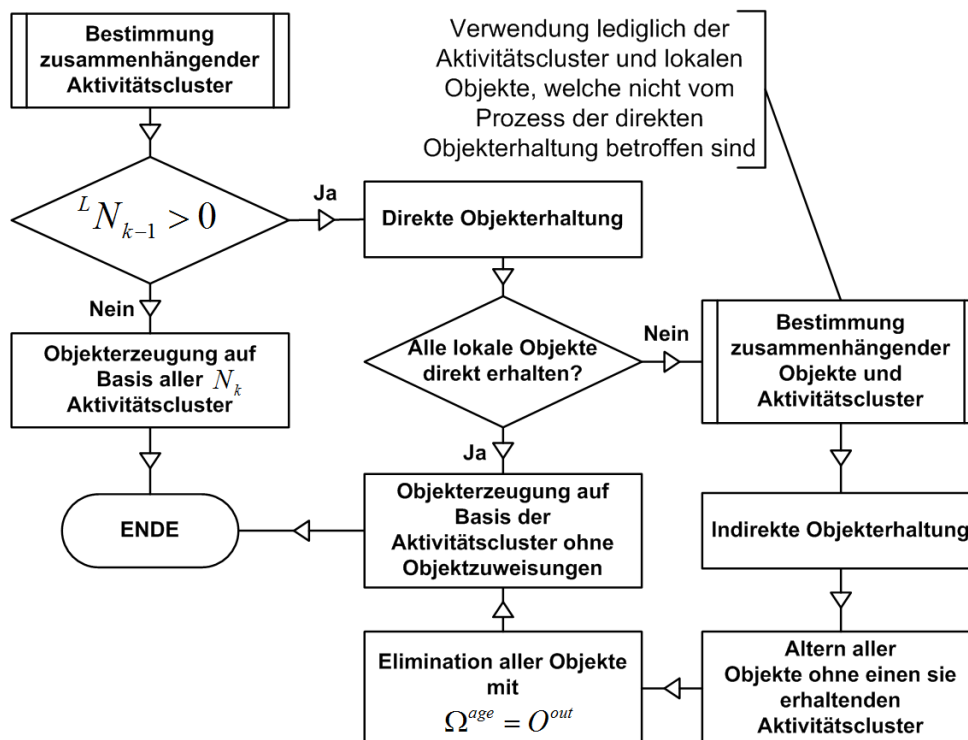 Bestimmung
zusammenhängender
Aktivitätscluster
Verwendung lediglich der
Aktivitätscluster und lokalen
Objekte, welche nicht vom
Prozess der direkten
Objekterhaltung betroffen sind
^L N_{k-1} > 0
Ja
Direkte Objekterhaltung
Nein
Objekterzeugung auf
Basis aller N_k
Aktivitätscluster
Alle lokale Objekte
direkt erhalten?
Nein
Bestimmung
zusammenhängender
Objekte und
Aktivitätscluster
Ja
Objekterzeugung auf
Basis der
Aktivitätscluster ohne
Objektzuweisungen
ENDE
Indirekte Objekterhaltung
Altern aller
Objekte ohne einen sie
erhaltenden
Aktivitätscluster
Elimination aller Objekte
mit
Ω^{age} = O^{out}